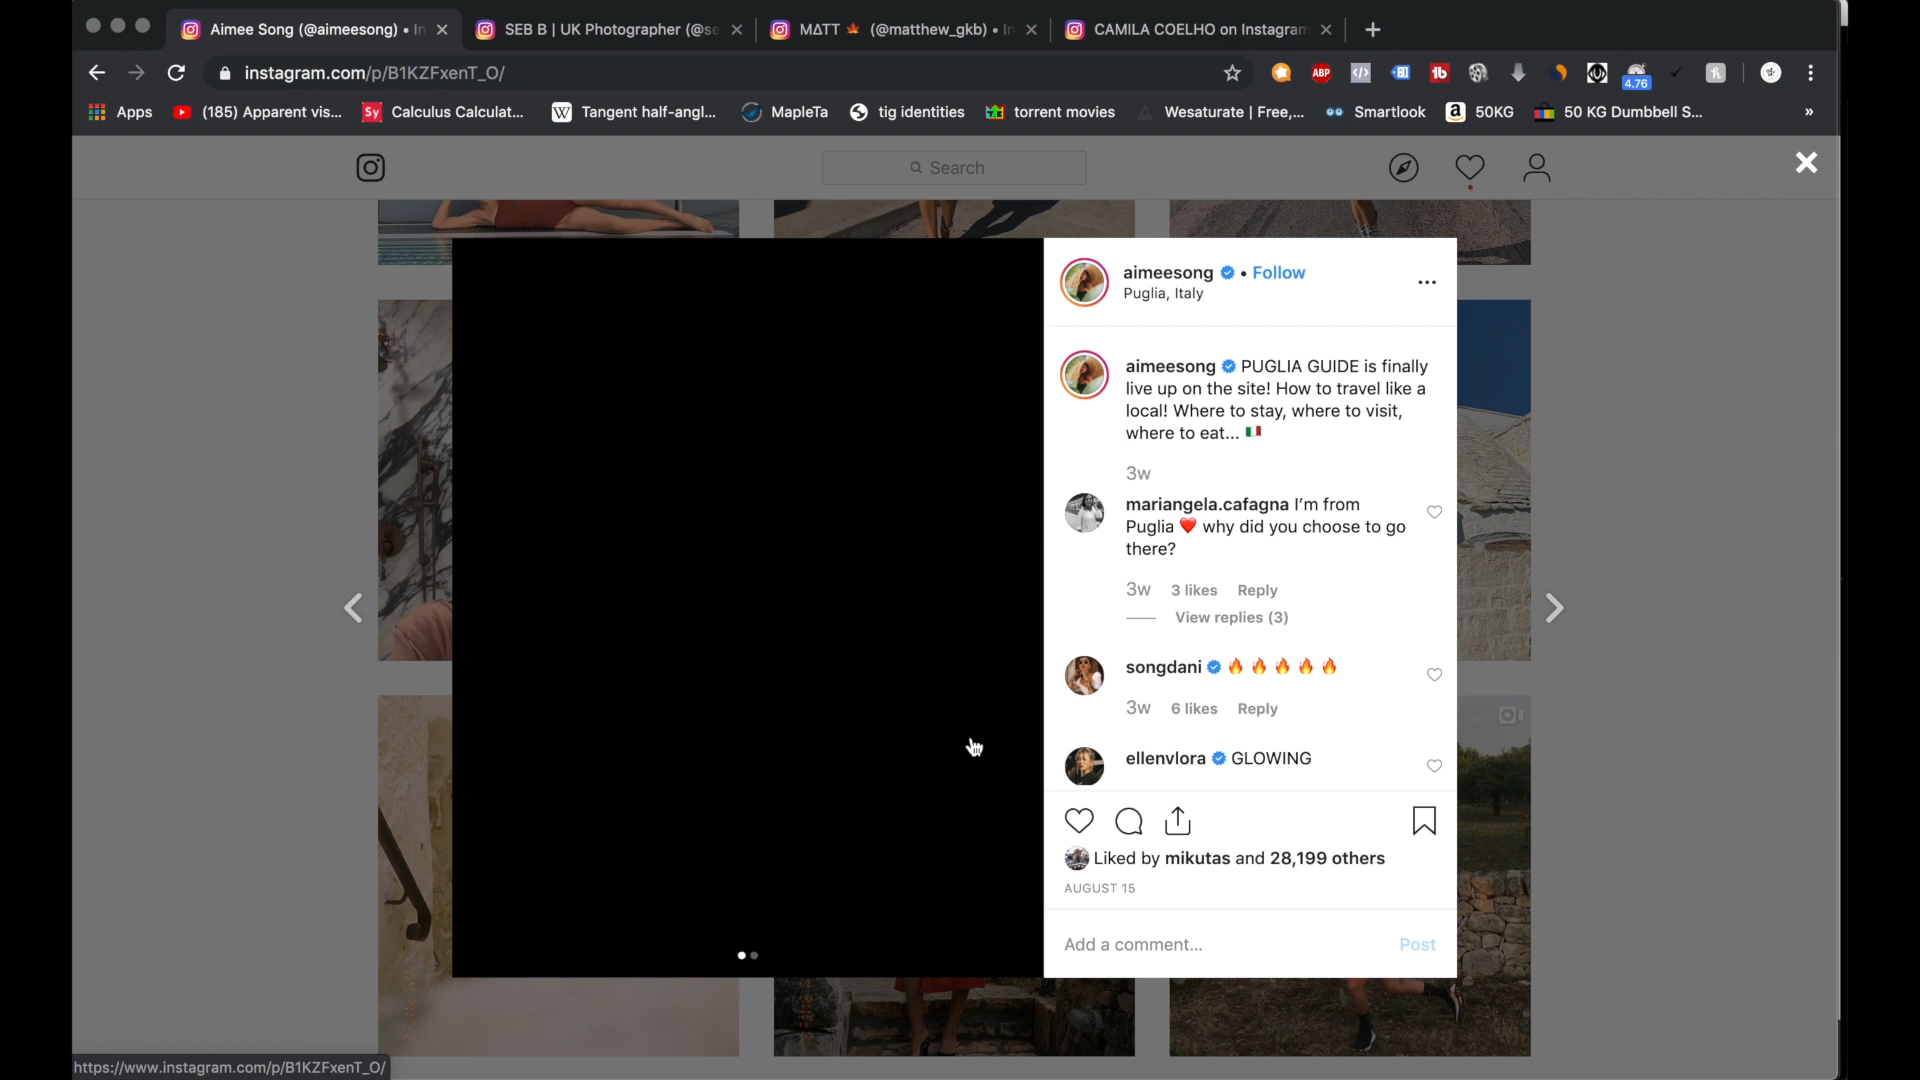 Aimee Song (@aimeesong) • In
SEB B | UK Photographer (@se
MΔTT 🍁 (@matthew_gkb) • In
CAMILA COELHO on Instagram
instagram.com/p/B1KZFxenT_O/
ABP
4.76
Apps
(185) Apparent vis...
Sy
Calculus Calculat...
W
Tangent half-angl...
MapleTa
tig identities
torrent movies
Wesaturate | Free,...
Smartlook
50KG
50 KG Dumbbell S...
»
Search
aimeesong • Follow
Puglia, Italy
aimeesong PUGLIA GUIDE is finally
live up on the site! How to travel like a
local! Where to stay, where to visit,
where to eat... 🇮🇹
3w
mariangela.cafagna I'm from
Puglia ❤️ why did you choose to go
there?
3w 3 likes Reply
View replies (3)
songdani 🔥 🔥 🔥 🔥 🔥
3w 6 likes Reply
ellenvlora GLOWING
Liked by mikutas and 28,199 others
AUGUST 15
Add a comment... Post
https://www.instagram.com/p/B1KZFxenT_O/